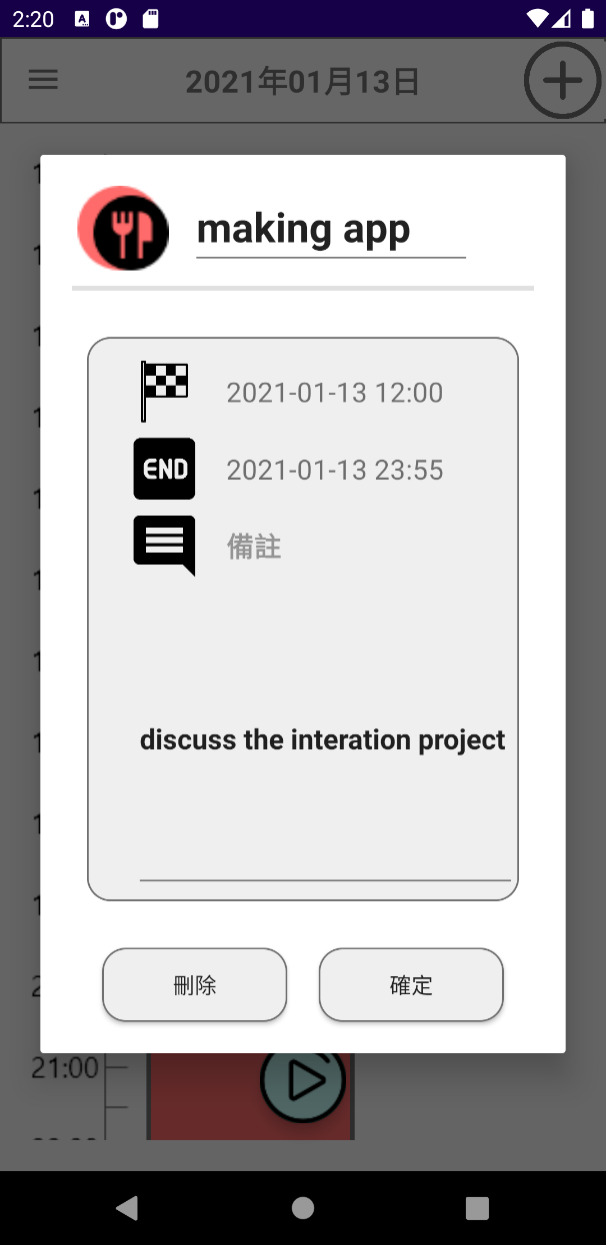 2:20
2021年01月13日
making app
2021-01-13 12:00
END
2021-01-13 23:55
備註
discuss the interation project
刪除
確定
21:00